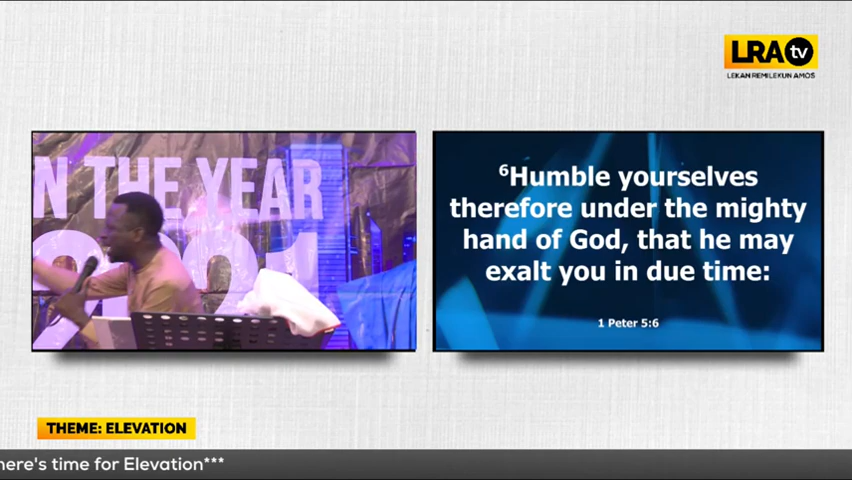 LRA tv
LEKAN REMILEKUN AMOS
N THE YEAR
2021
⁶Humble yourselves
therefore under the mighty
hand of God, that he may
exalt you in due time:
1 Peter 5:6
THEME: ELEVATION
here's time for Elevation***